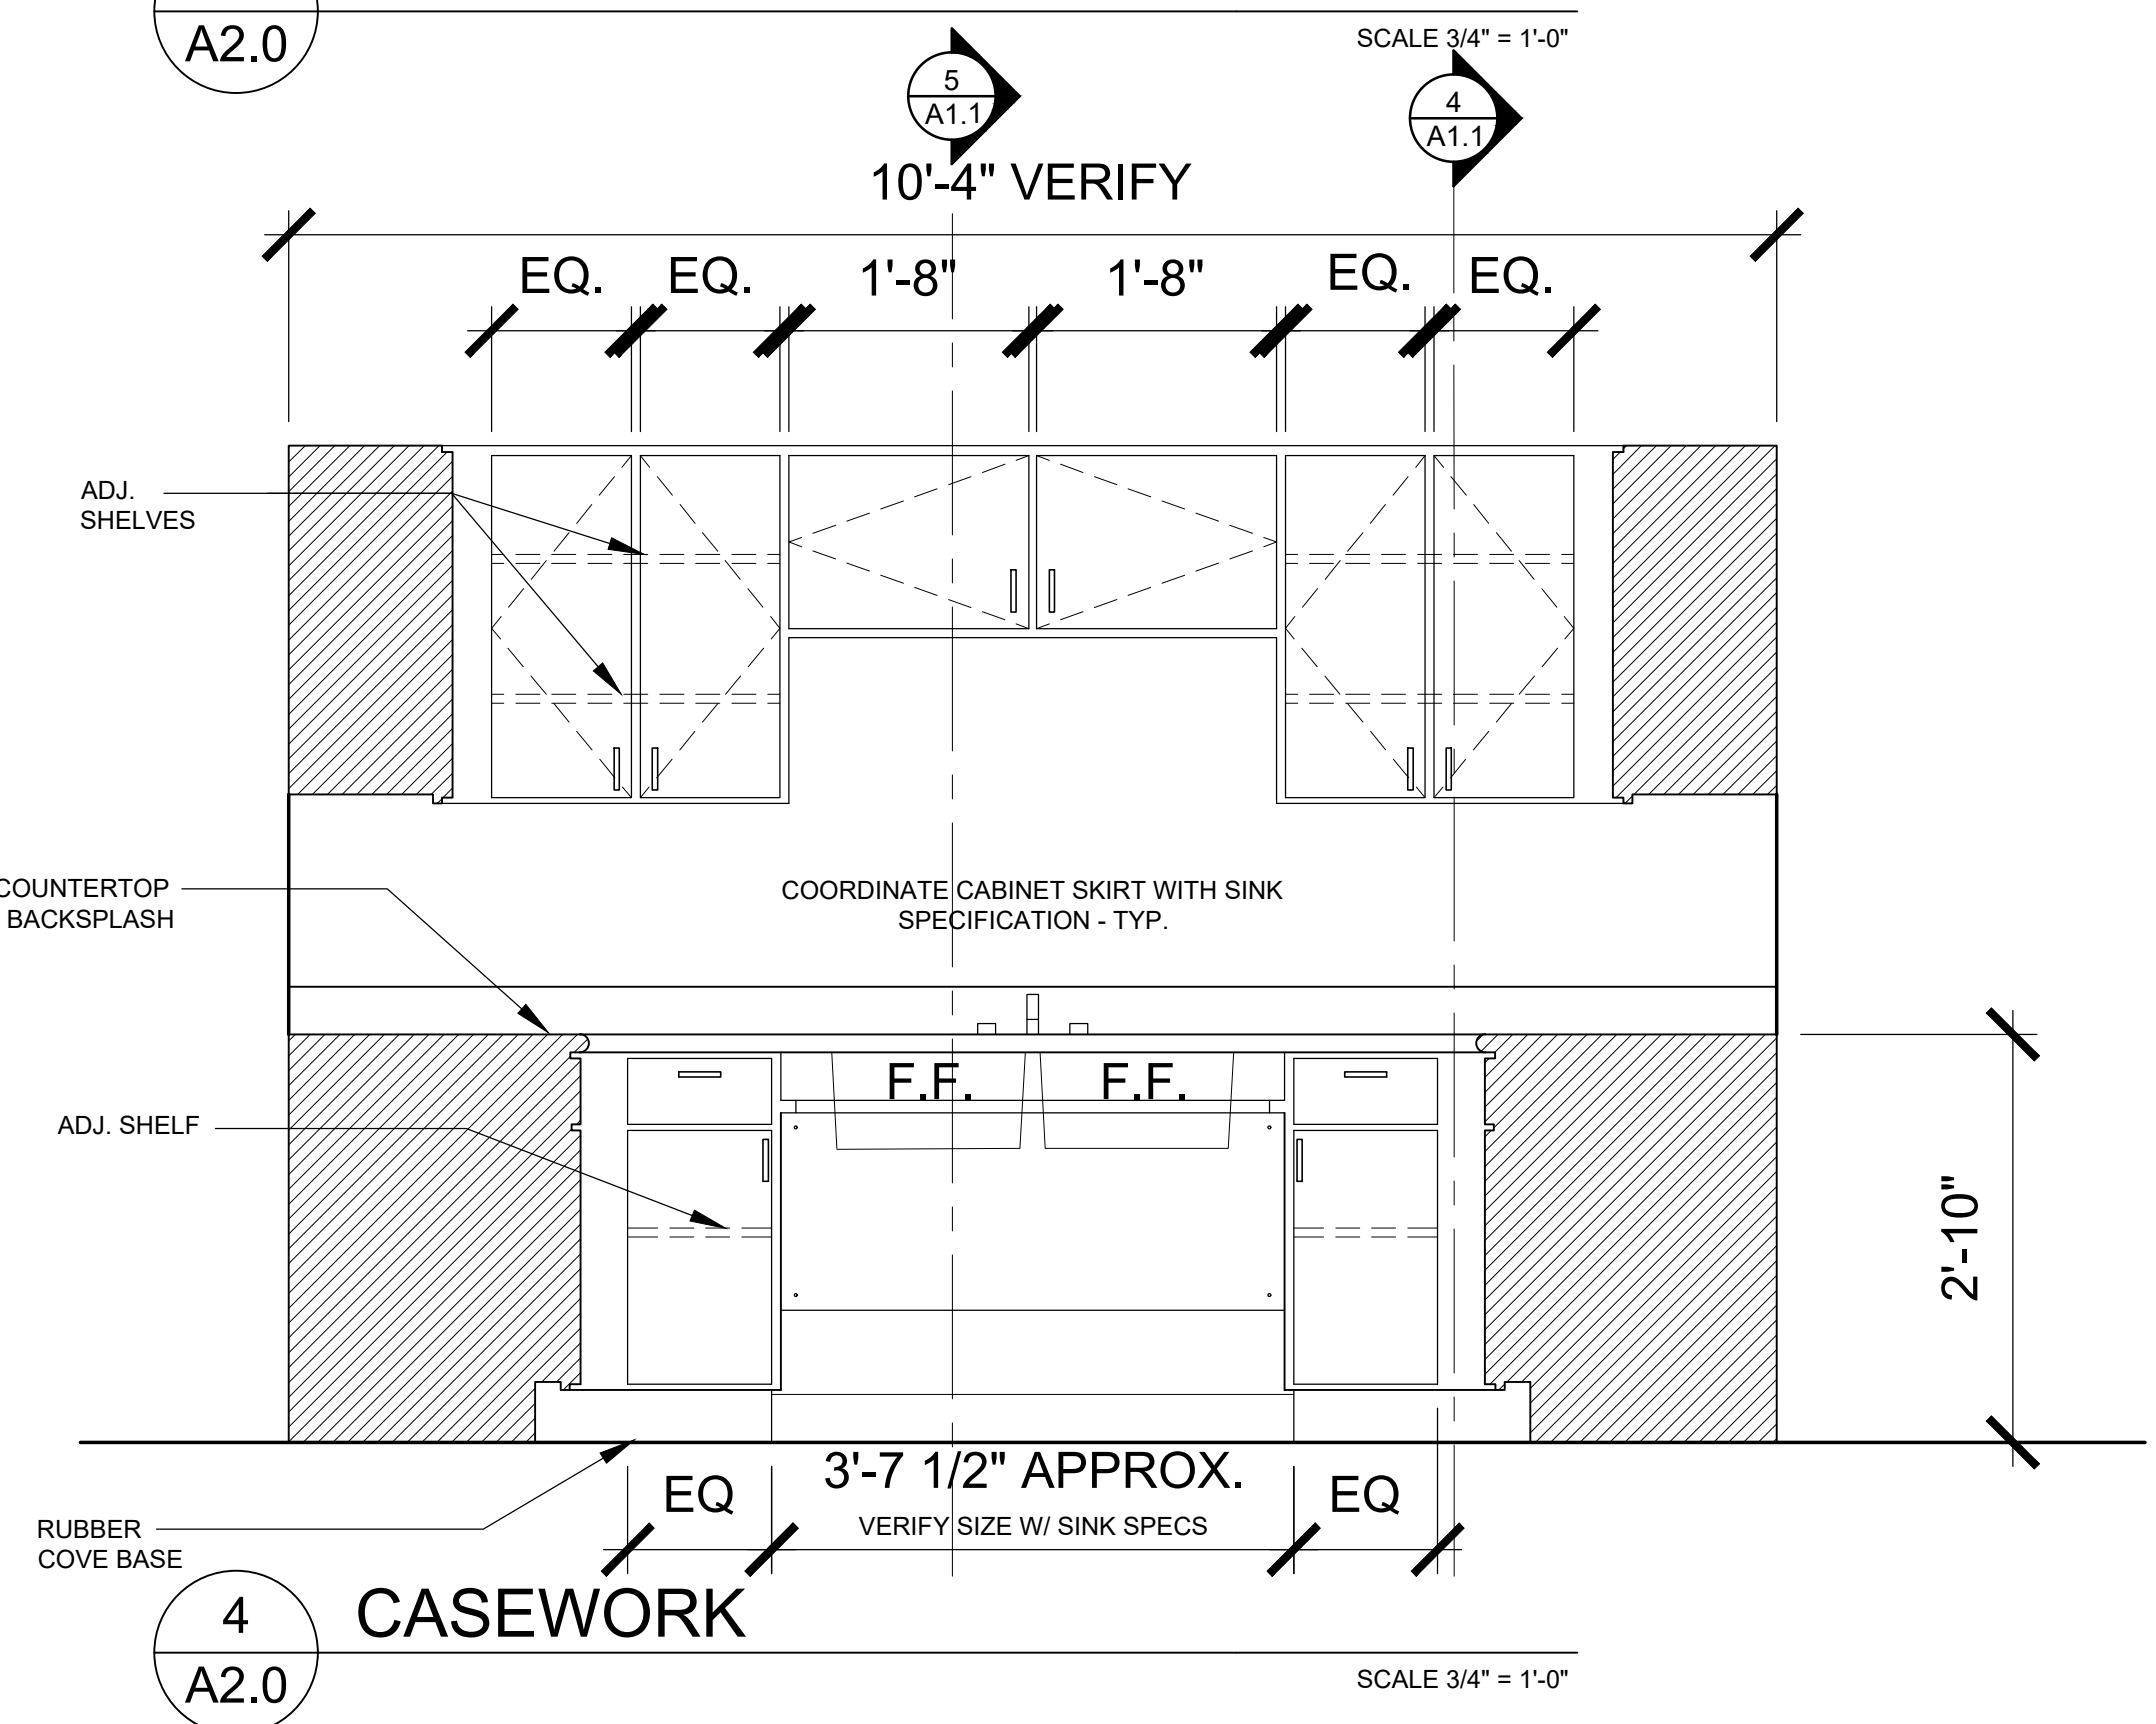 A2.0
SCALE 3/4" = 1'-0"
5
A1.1
4
A1.1
10'-4" VERIFY
EQ.
EQ.
1'-8"
1'-8"
EQ.
EQ.
ADJ.
SHELVES
COUNTERTOP
BACKSPLASH
COORDINATE CABINET SKIRT WITH SINK
SPECIFICATION - TYP.
F.F.
F.F.
ADJ. SHELF
2'-10"
3'-7 1/2" APPROX.
EQ
EQ
VERIFY SIZE W/ SINK SPECS
RUBBER
COVE BASE
4
CASEWORK
A2.0
SCALE 3/4" = 1'-0"